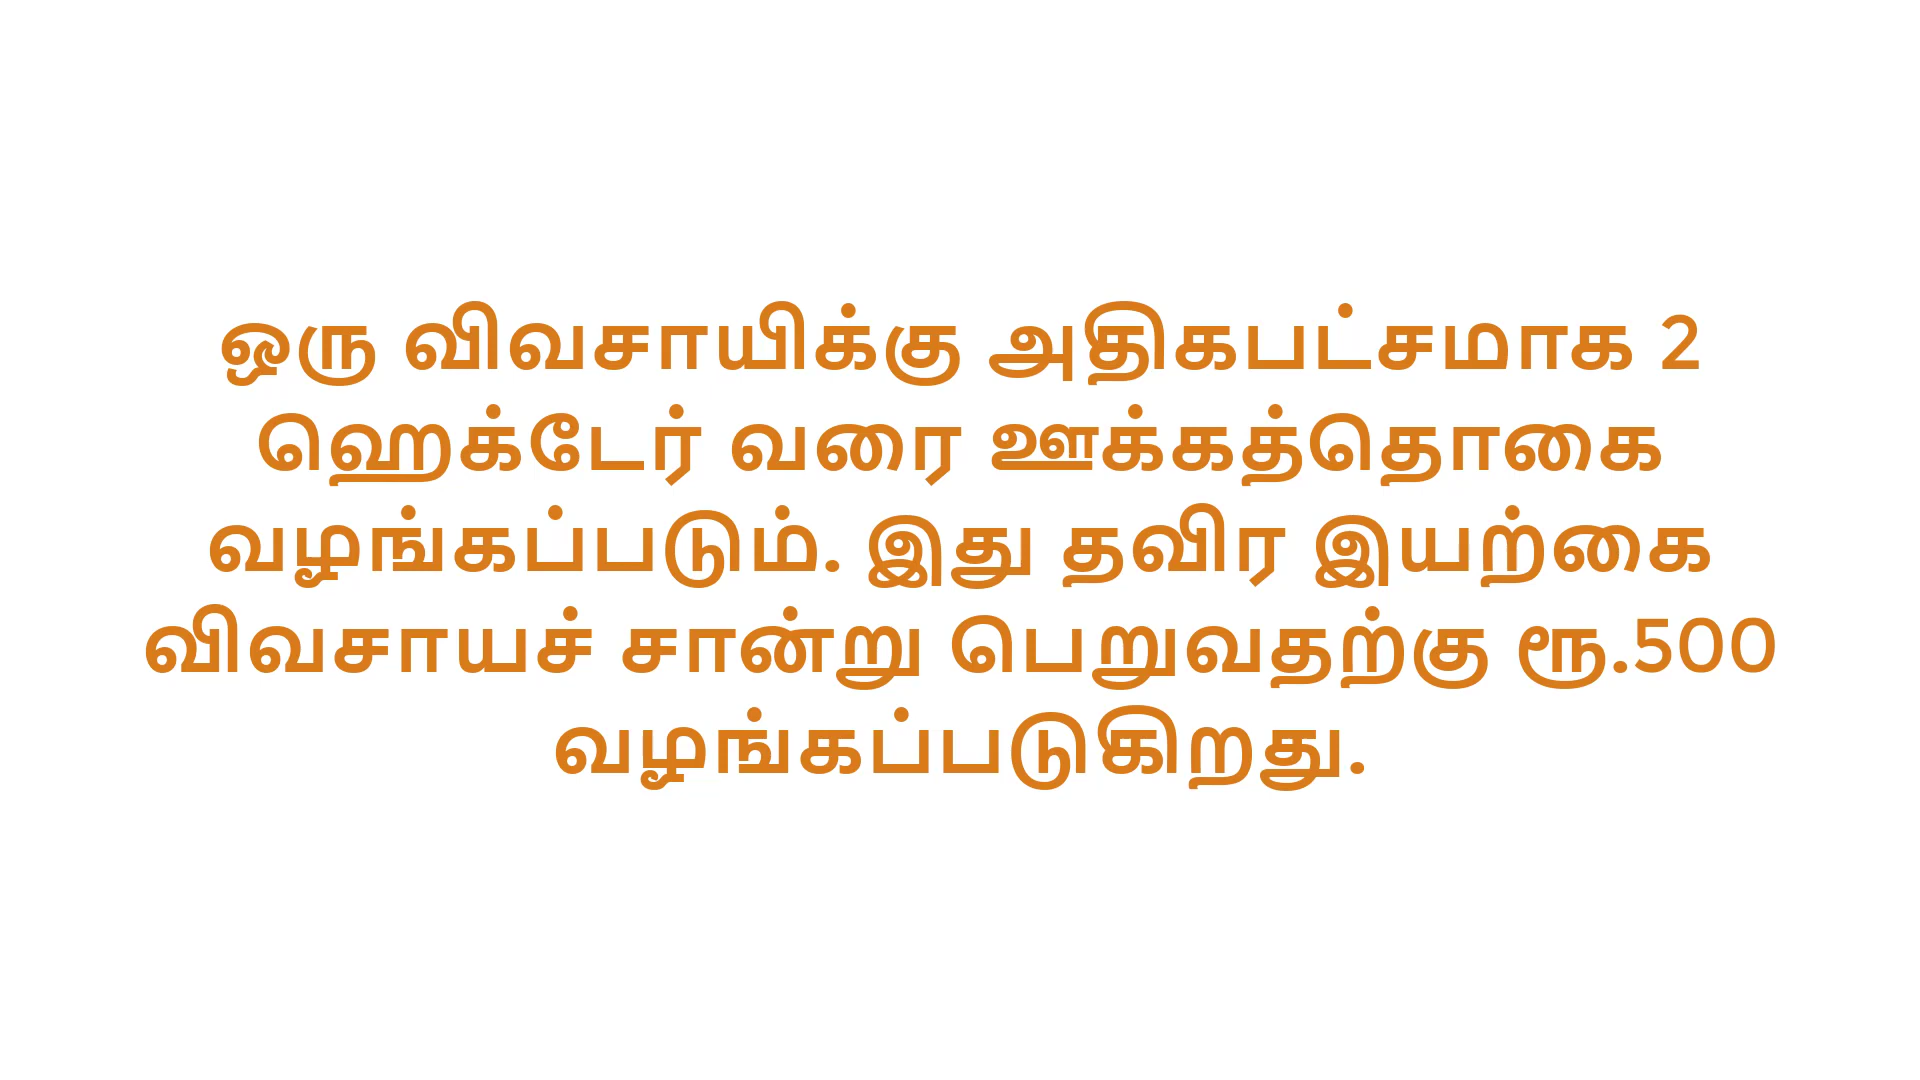 ஒரு விவசாயிக்கு அதிகபட்சமாக 2
ஹெக்டேர் வரை ஊக்கத்தொகை
வழங்கப்படும். இது தவிர இயற்கை
விவசாயச் சான்று பெறுவதற்கு ரூ.500
வழங்கப்படுகிறது.